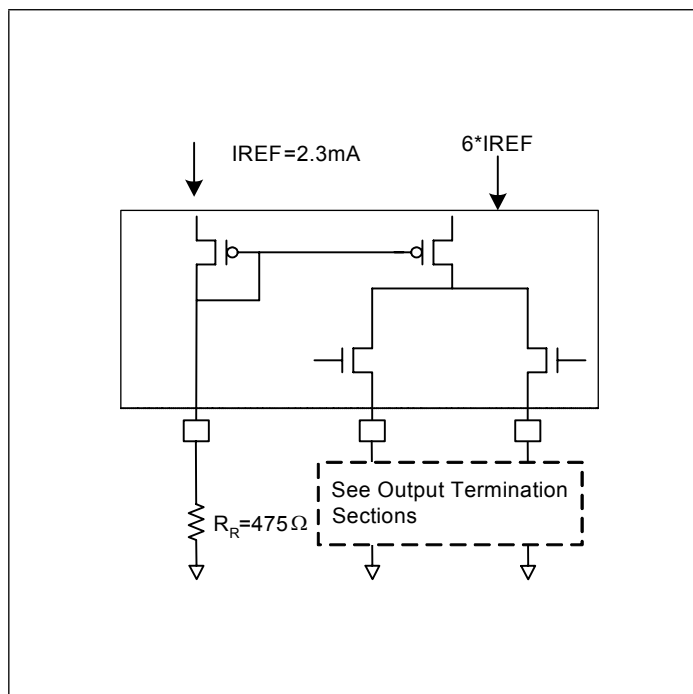 IREF=2.3mA
6*IREF
See Output Termination
Sections
RR=475Ω